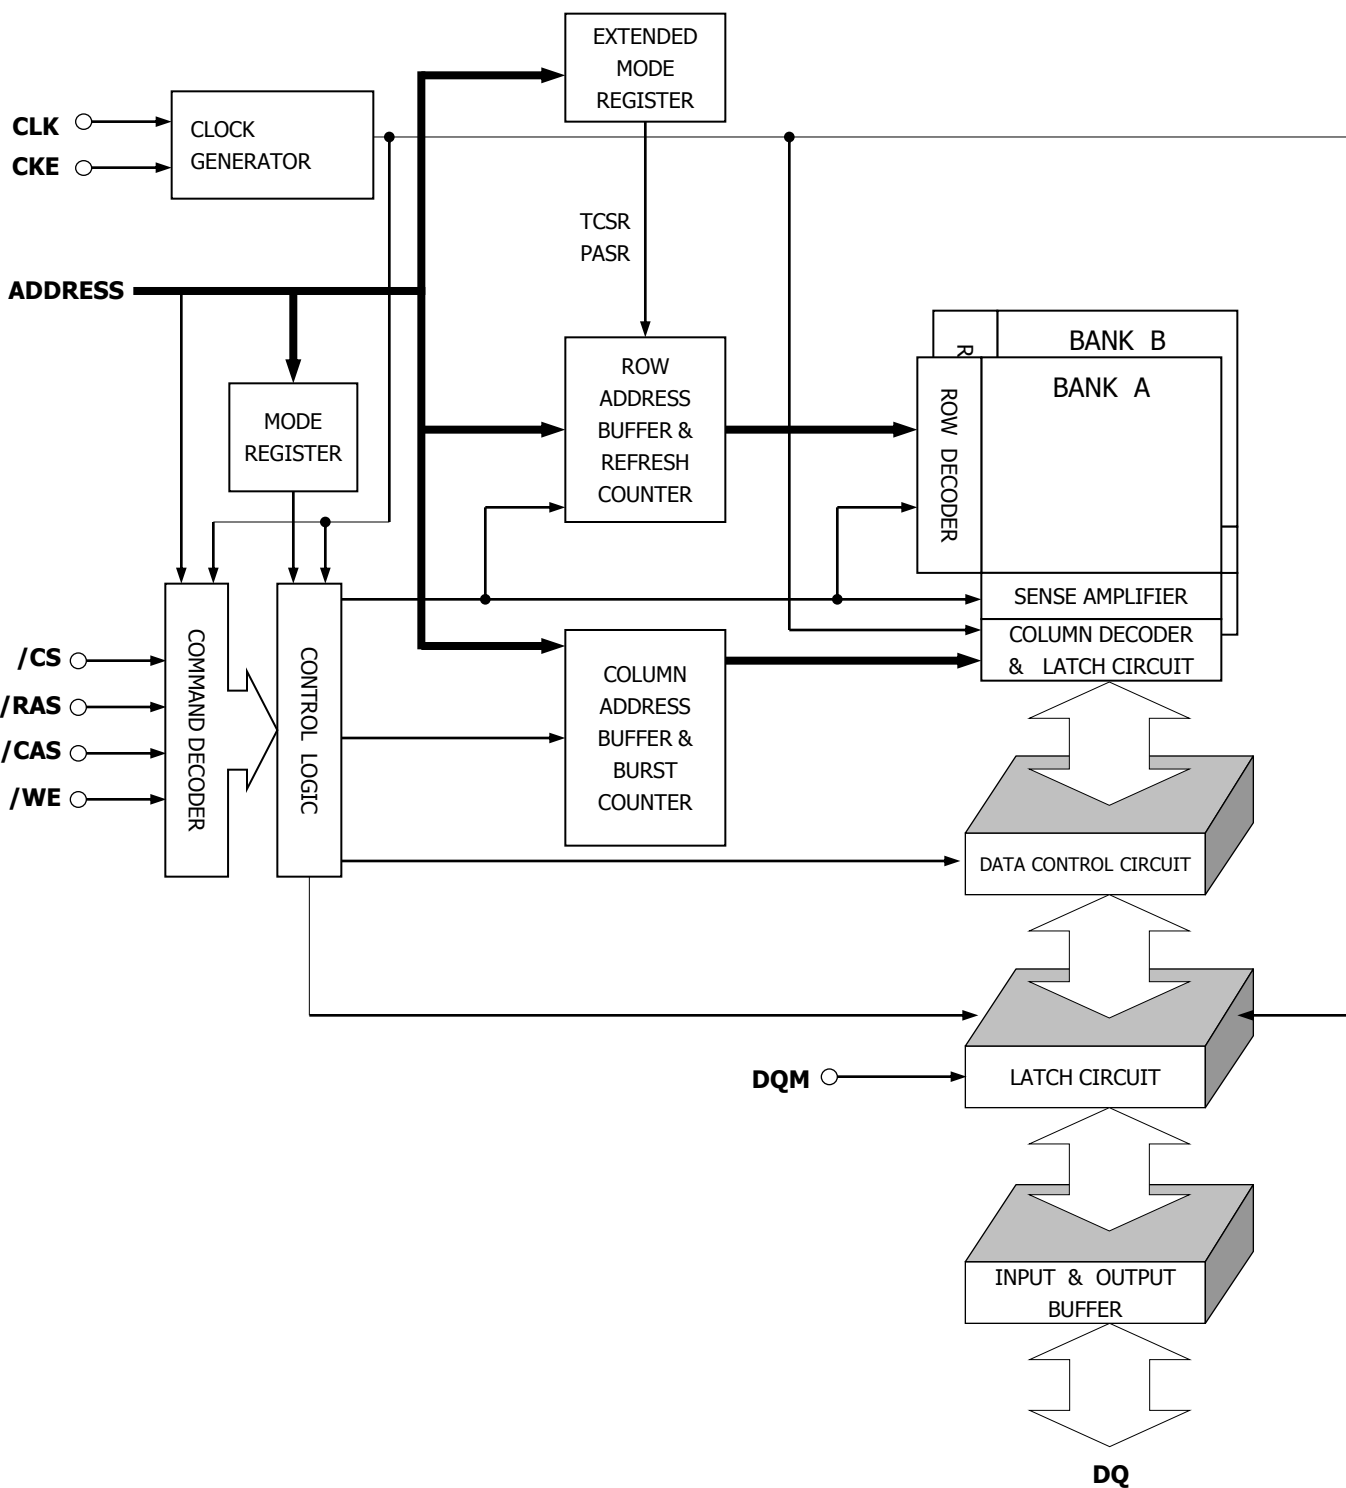 EXTENDED
MODE
REGISTER
CLK
CKE
CLOCK
GENERATOR
TCSR
PASR
ADDRESS
MODE
REGISTER
ROW
ADDRESS
BUFFER &
REFRESH
COUNTER
R
BANK B
BANK A
ROW DECODER
SENSE AMPLIFIER
COLUMN DECODER
& LATCH CIRCUIT
/CS
/RAS
/CAS
/WE
COMMAND DECODER
CONTROL LOGIC
COLUMN
ADDRESS
BUFFER &
BURST
COUNTER
DATA CONTROL CIRCUIT
DQM
LATCH CIRCUIT
INPUT & OUTPUT
BUFFER
DQ